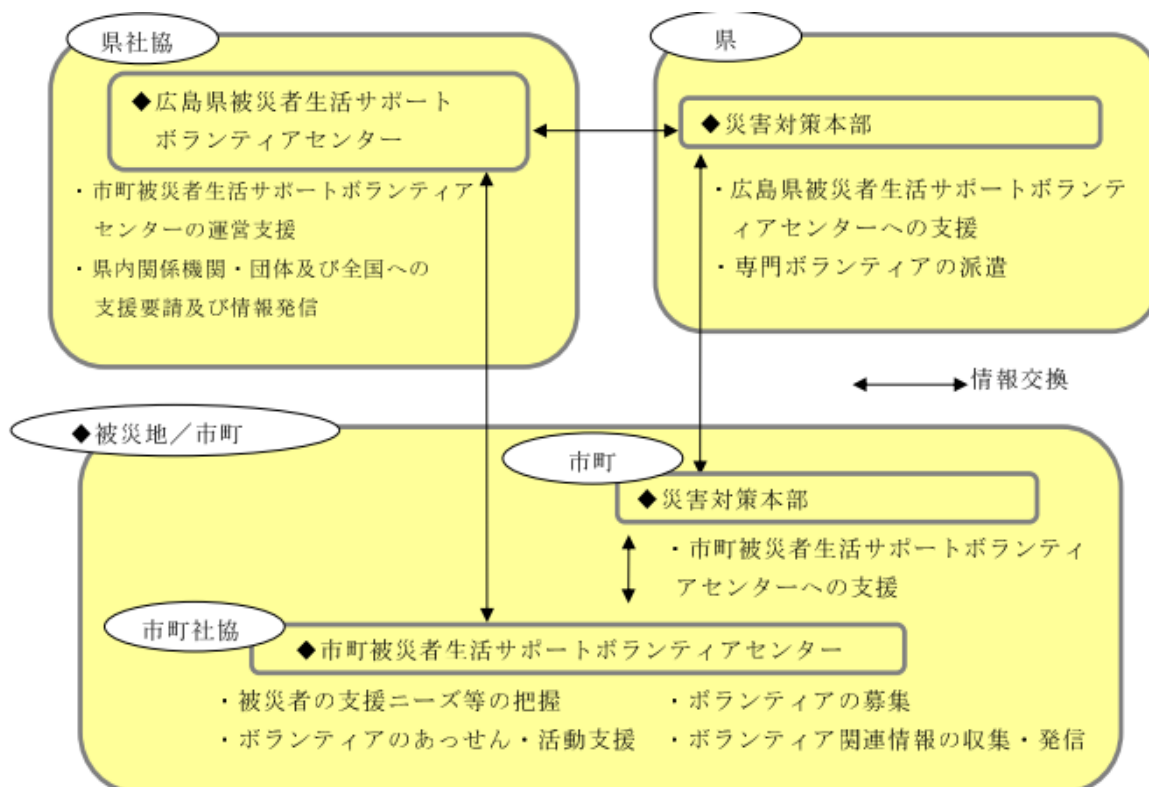 県社協
◆広島県被災者生活サポート
ボランティアセンター
・市町被災者生活サポートボランティア
センターの運営支援
・県内関係機関・団体及び全国への
支援要請及び情報発信
県
◆災害対策本部
・広島県被災者生活サポートボランテ
ィアセンターへの支援
・専門ボランティアの派遣
情報交換
◆被災地／市町
市町
◆災害対策本部
・市町被災者生活サポートボランティ
アセンターへの支援
市町社協
◆市町被災者生活サポートボランティアセンター
・被災者の支援ニーズ等の把握
・ボランティアの募集
・ボランティアのあっせん・活動支援
・ボランティア関連情報の収集・発信